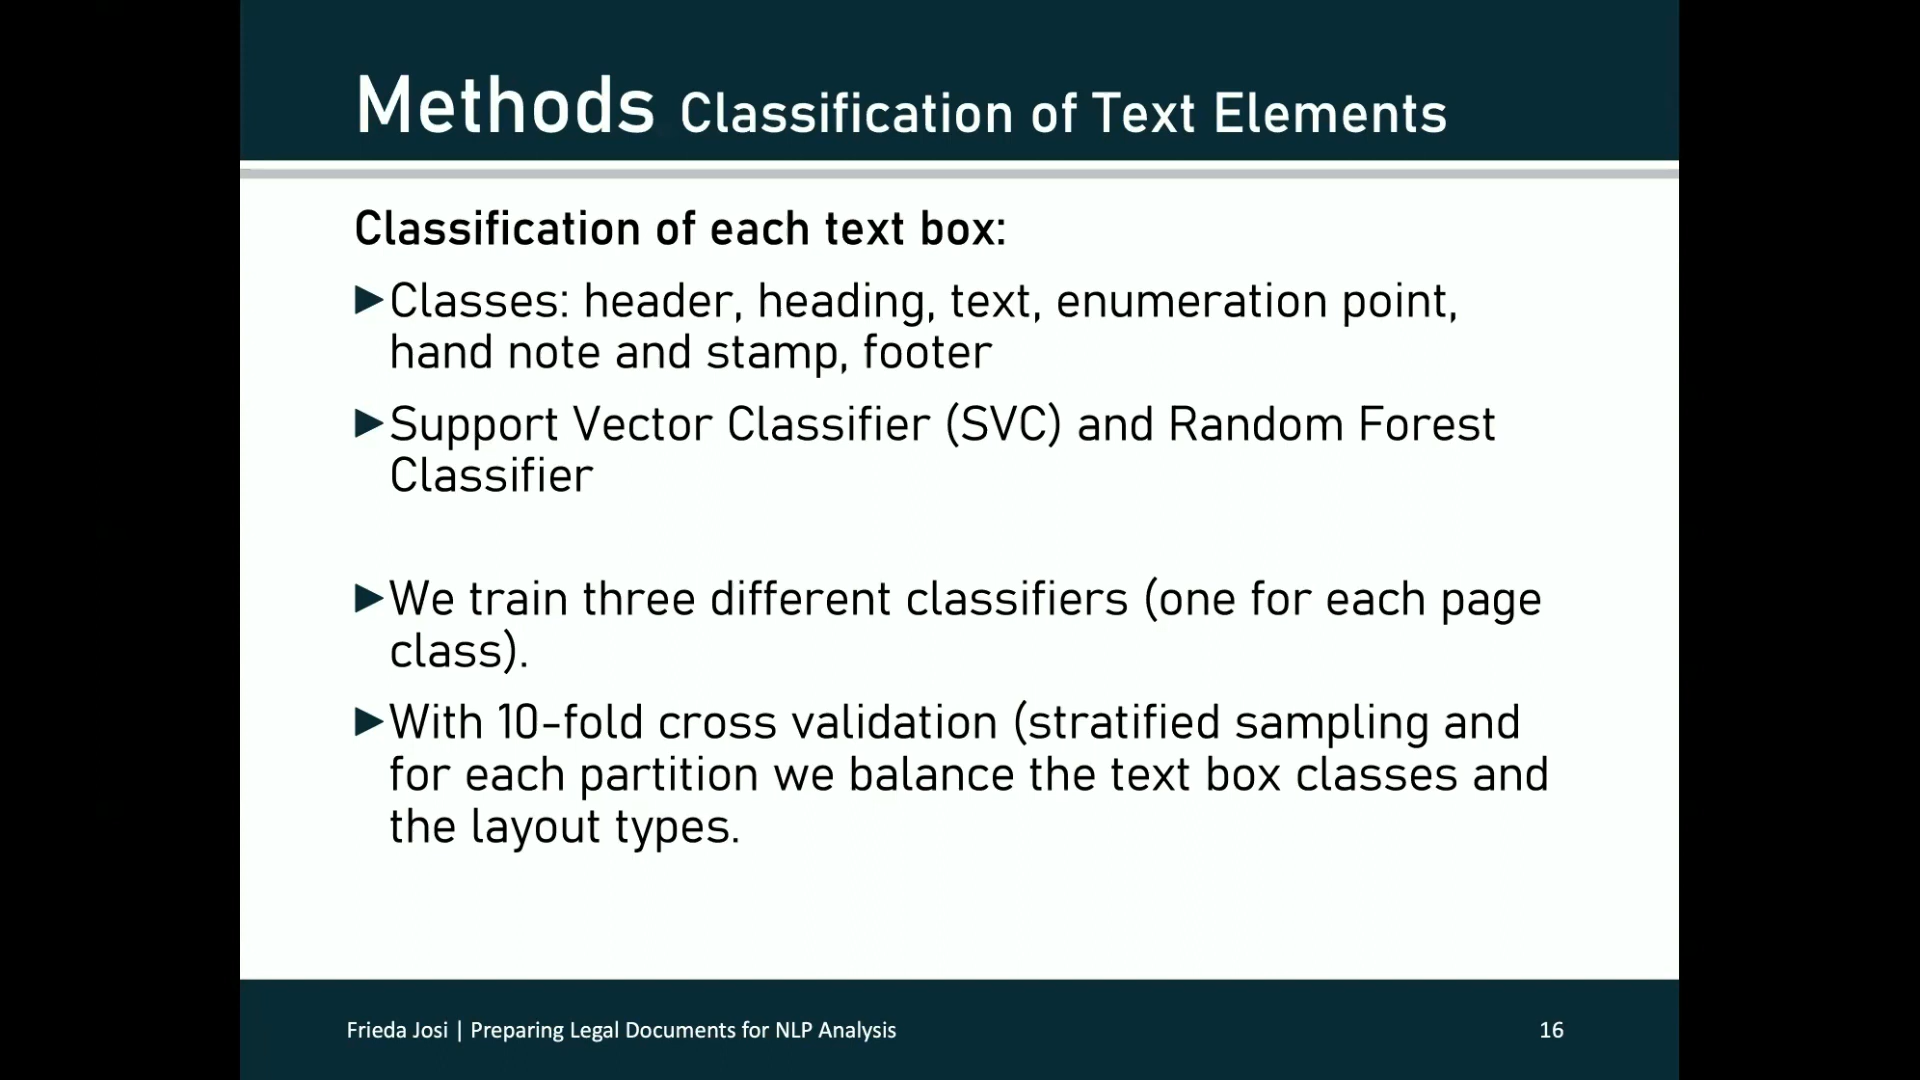 Methods Classification of Text Elements
Classification of each text box:
►Classes: header, heading, text, enumeration point,
hand note and stamp, footer
►Support Vector Classifier (SVC) and Random Forest
Classifier
►We train three different classifiers (one for each page
class).
►With 10-fold cross validation (stratified sampling and
for each partition we balance the text box classes and
the layout types.
Frieda Josi | Preparing Legal Documents for NLP Analysis
16